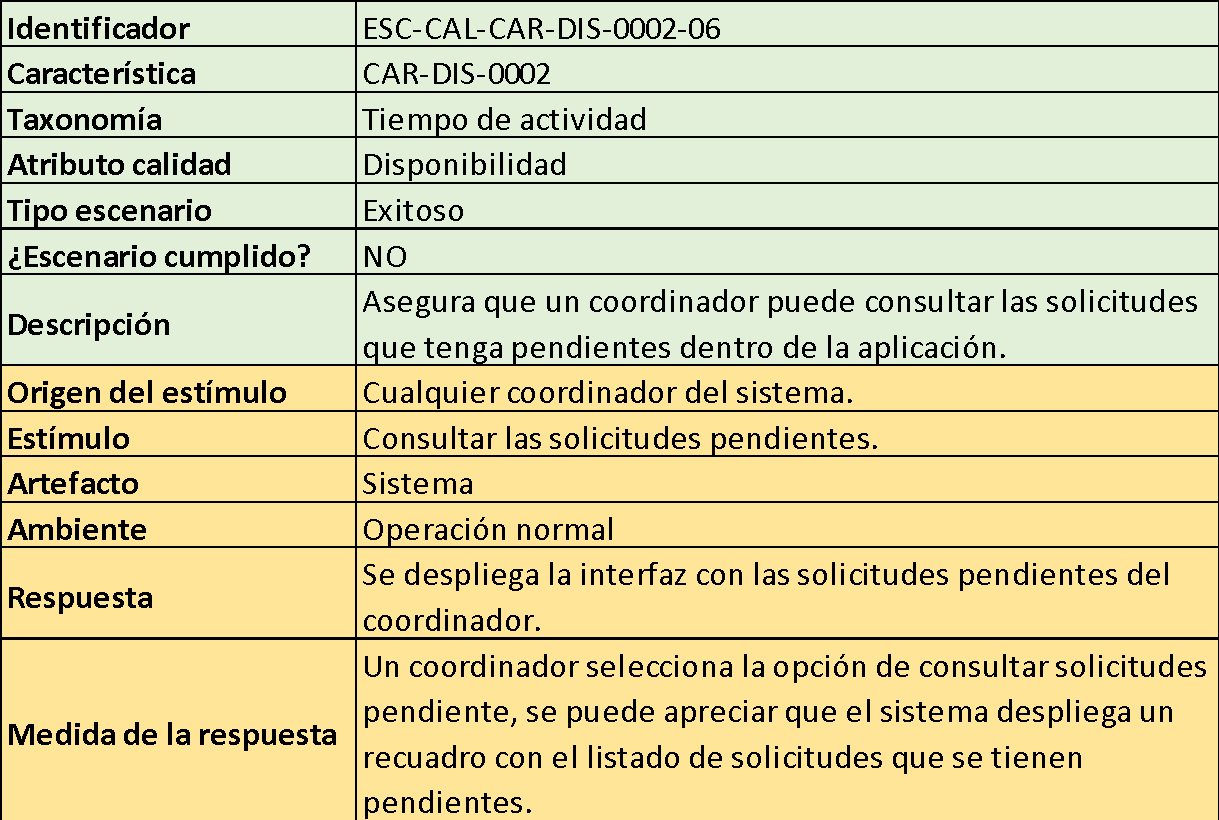 Identificador ESC-CAL-CAR-DIS-0002-06
Característica CAR-DIS-0002
Taxonomía Tiempo de actividad
Atributo calidad Disponibilidad
Tipo escenario Exitoso
¿Escenario cumplido? NO
Descripción Asegura que un coordinador puede consultar las solicitudes
que tenga pendientes dentro de la aplicación.
Origen del estímulo Cualquier coordinador del sistema.
Estímulo Consultar las solicitudes pendientes.
Artefacto Sistema
Ambiente Operación normal
Respuesta Se despliega la interfaz con las solicitudes pendientes del
coordinador.
Medida de la respuesta Un coordinador selecciona la opción de consultar solicitudes
pendiente, se puede apreciar que el sistema despliega un
recuadro con el listado de solicitudes que se tienen
pendientes.